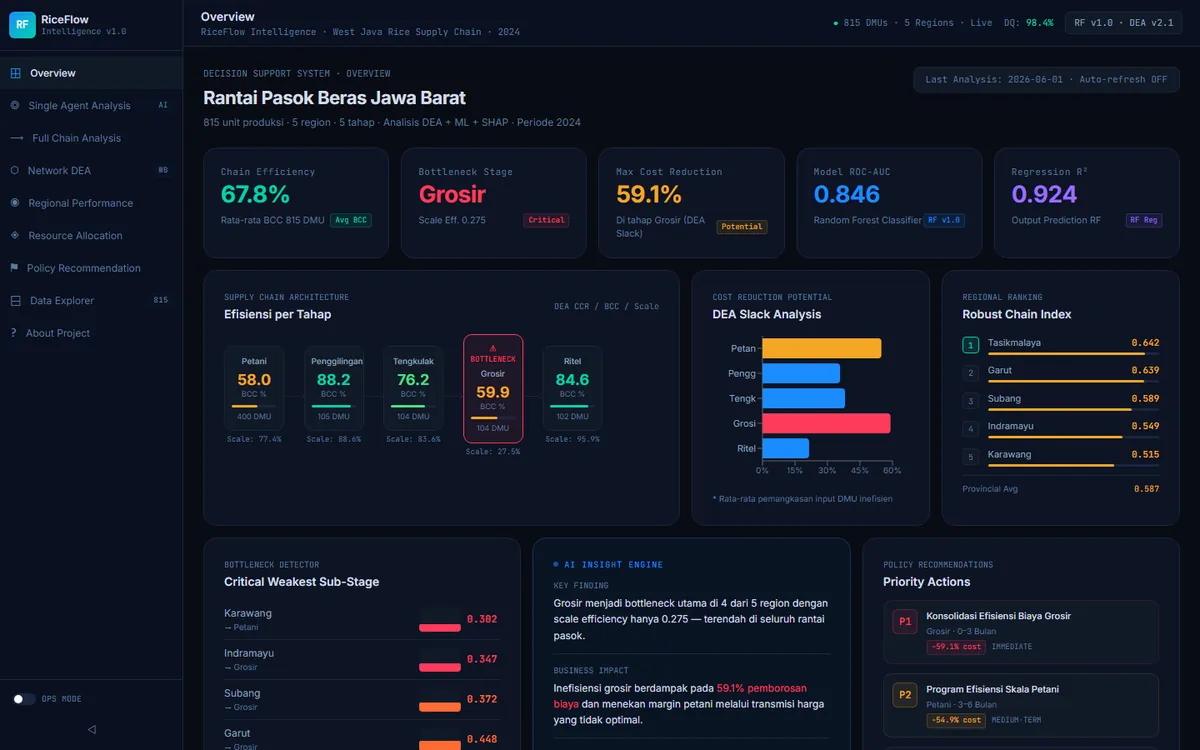 RF
RiceFlow
Intelligence v1.0
Overview
Single Agent Analysis AI
Full Chain Analysis
Network DEA WB
Regional Performance
Resource Allocation
Policy Recommendation
Data Explorer 815
? About Project
OPS MODE
Overview
RiceFlow Intelligence · West Java Rice Supply Chain · 2024
815 DMUs · 5 Regions · Live DQ: 98.4%
RF v1.0 · DEA v2.1
DECISION SUPPORT SYSTEM · OVERVIEW
Rantai Pasok Beras Jawa Barat
815 unit produksi · 5 region · 5 tahap · Analisis DEA + ML + SHAP · Periode 2024
Last Analysis: 2026-06-01 · Auto-refresh OFF
Chain Efficiency
67.8%
Rata-rata BCC 815 DMU Avg BCC
Bottleneck Stage
Grosir
Scale Eff. 0.275 Critical
Max Cost Reduction
59.1%
Di tahap Grosir (DEA Slack) Potential
Model ROC-AUC
0.846
Random Forest Classifier RF v1.0
Regression R²
0.924
Output Prediction RF RF Reg
SUPPLY CHAIN ARCHITECTURE
Efisiensi per Tahap
DEA CCR / BCC / Scale
Petani
58.0
BCC %
400 DMU
Scale: 77.4%
Penggilingan
88.2
BCC %
105 DMU
Scale: 88.6%
Tengkulak
76.2
BCC %
104 DMU
Scale: 83.6%
⚠
BOTTLENECK
Grosir
59.9
BCC %
104 DMU
Scale: 27.5%
Ritel
84.6
BCC %
102 DMU
Scale: 95.9%
COST REDUCTION POTENTIAL
DEA Slack Analysis
Petan
Pengg
Tengk
Grosi
Ritel
0% 15% 30% 45% 60%
* Rata-rata pemangkasan input DMU inefisien
REGIONAL RANKING
Robust Chain Index
1 Tasikmalaya 0.642
2 Garut 0.639
3 Subang 0.589
4 Indramayu 0.549
5 Karawang 0.515
Provincial Avg 0.587
BOTTLENECK DETECTOR
Critical Weakest Sub-Stage
Karawang
→ Petani
0.302
Indramayu
→ Grosir
0.347
Subang
→ Grosir
0.372
Garut
→ Grosir
0.448
AI INSIGHT ENGINE
KEY FINDING
Grosir menjadi bottleneck utama di 4 dari 5 region dengan
scale efficiency hanya 0.275 — terendah di seluruh rantai
pasok.
BUSINESS IMPACT
Inefisiensi grosir berdampak pada 59.1% pemborosan
biaya dan menekan margin petani melalui transmisi harga
yang tidak optimal.
POLICY RECOMMENDATIONS
Priority Actions
P1
Konsolidasi Efisiensi Biaya Grosir
Grosir · 0–3 Bulan
-59.1% cost IMMEDIATE
P2
Program Efisiensi Skala Petani
Petani · 3–6 Bulan
-54.9% cost MEDIUM-TERM